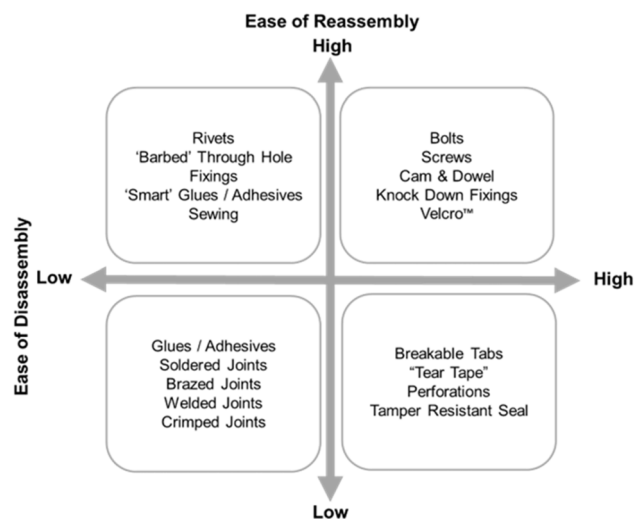 Ease of Reassembly
High
Rivets
‘Barbed’ Through Hole
Fixings
‘Smart’ Glues / Adhesives
Sewing
Bolts
Screws
Cam & Dowel
Knock Down Fixings
Velcro™
Ease of Disassembly
Low
High
Glues / Adhesives
Soldered Joints
Brazed Joints
Welded Joints
Crimped Joints
Breakable Tabs
“Tear Tape”
Perforations
Tamper Resistant Seal
Low